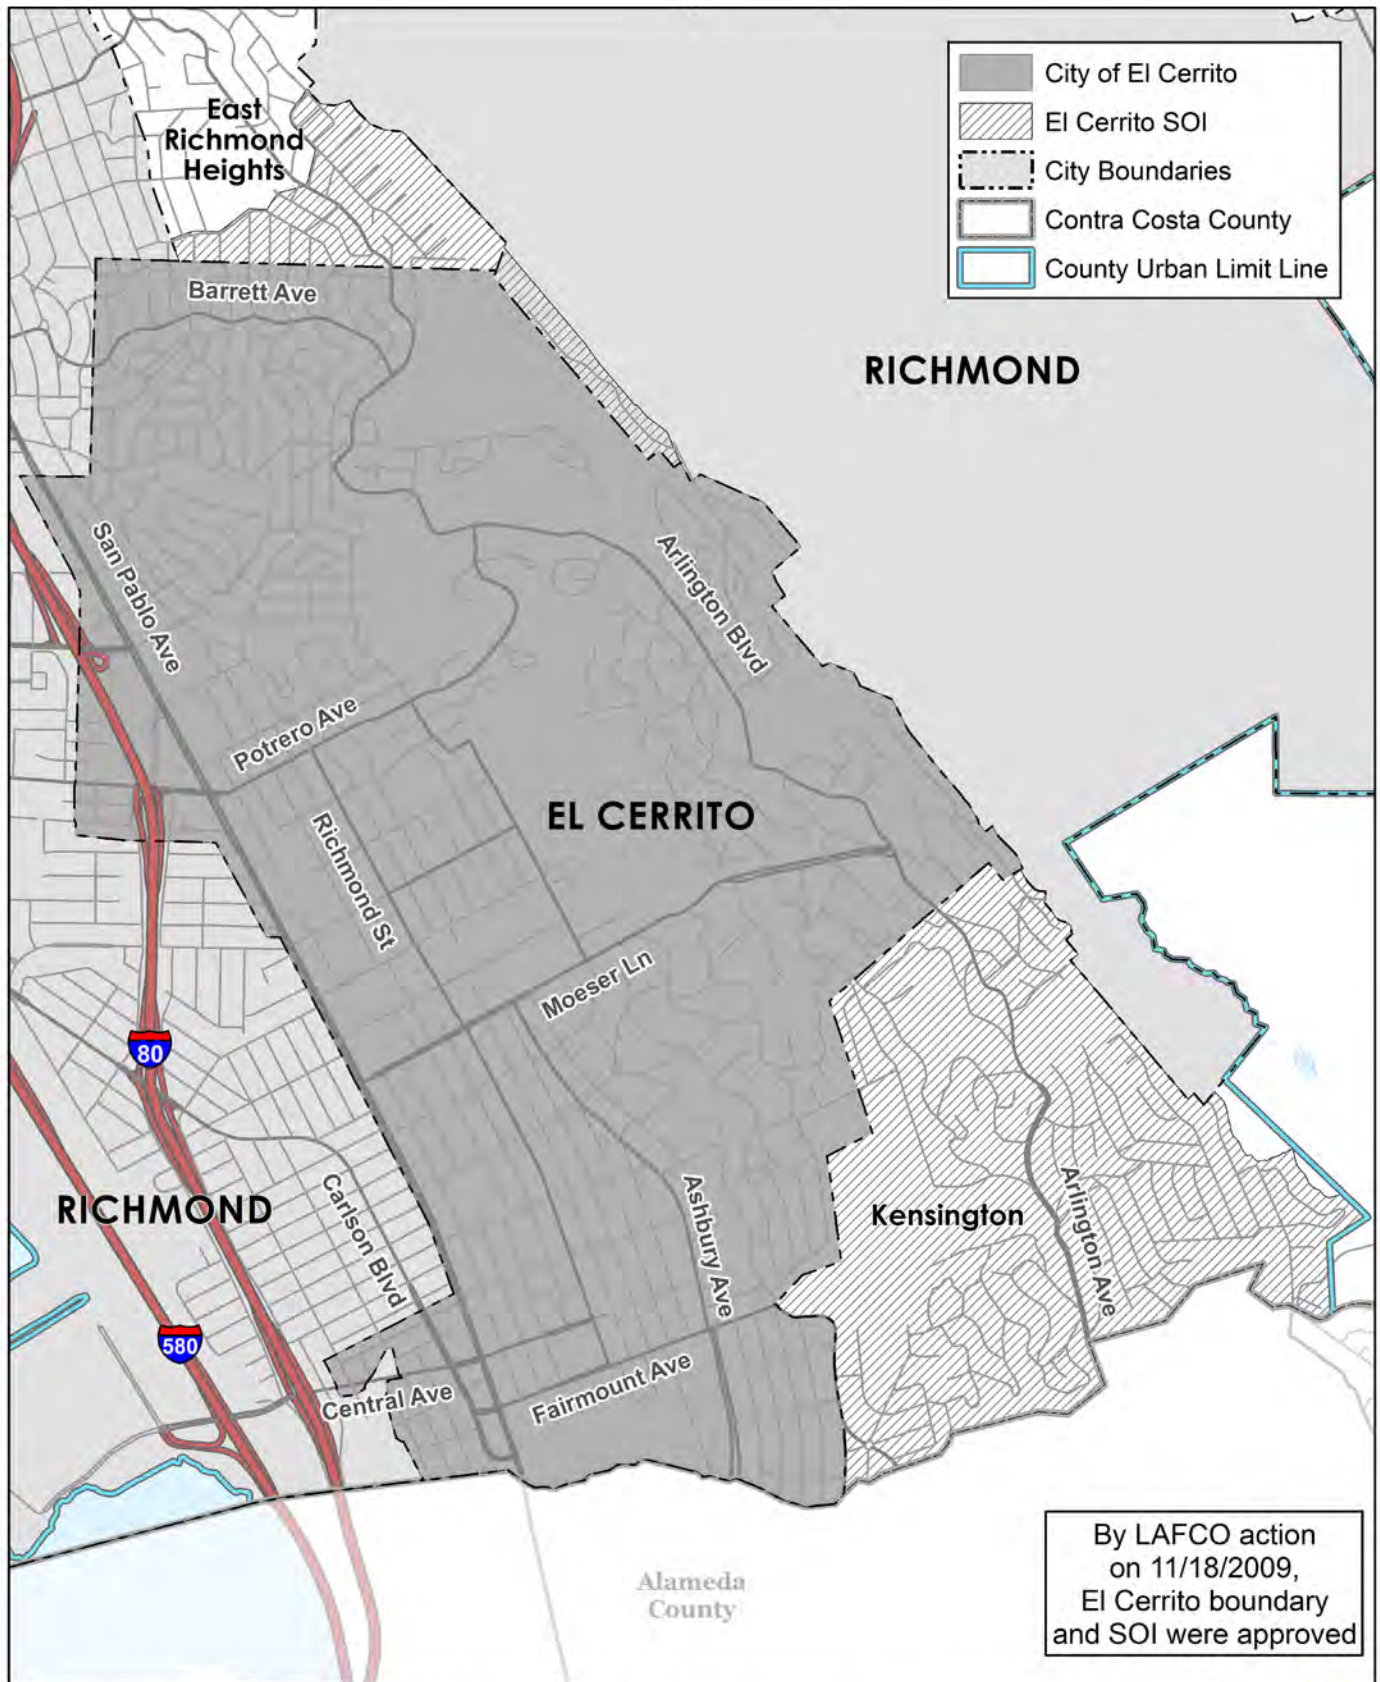 City of El Cerrito
El Cerrito SOI
City Boundaries
Contra Costa County
County Urban Limit Line
East
Richmond
Heights
Barrett Ave
RICHMOND
San Pablo Ave
Arlington Blvd
Potrero Ave
EL CERRITO
Richmond St
Moeser Ln
80
RICHMOND
Carlson Blvd
Ashbury Ave
Kensington
Arlington Ave
580
Central Ave
Fairmount Ave
Alameda
County
By LAFCO action
on 11/18/2009,
El Cerrito boundary
and SOI were approved